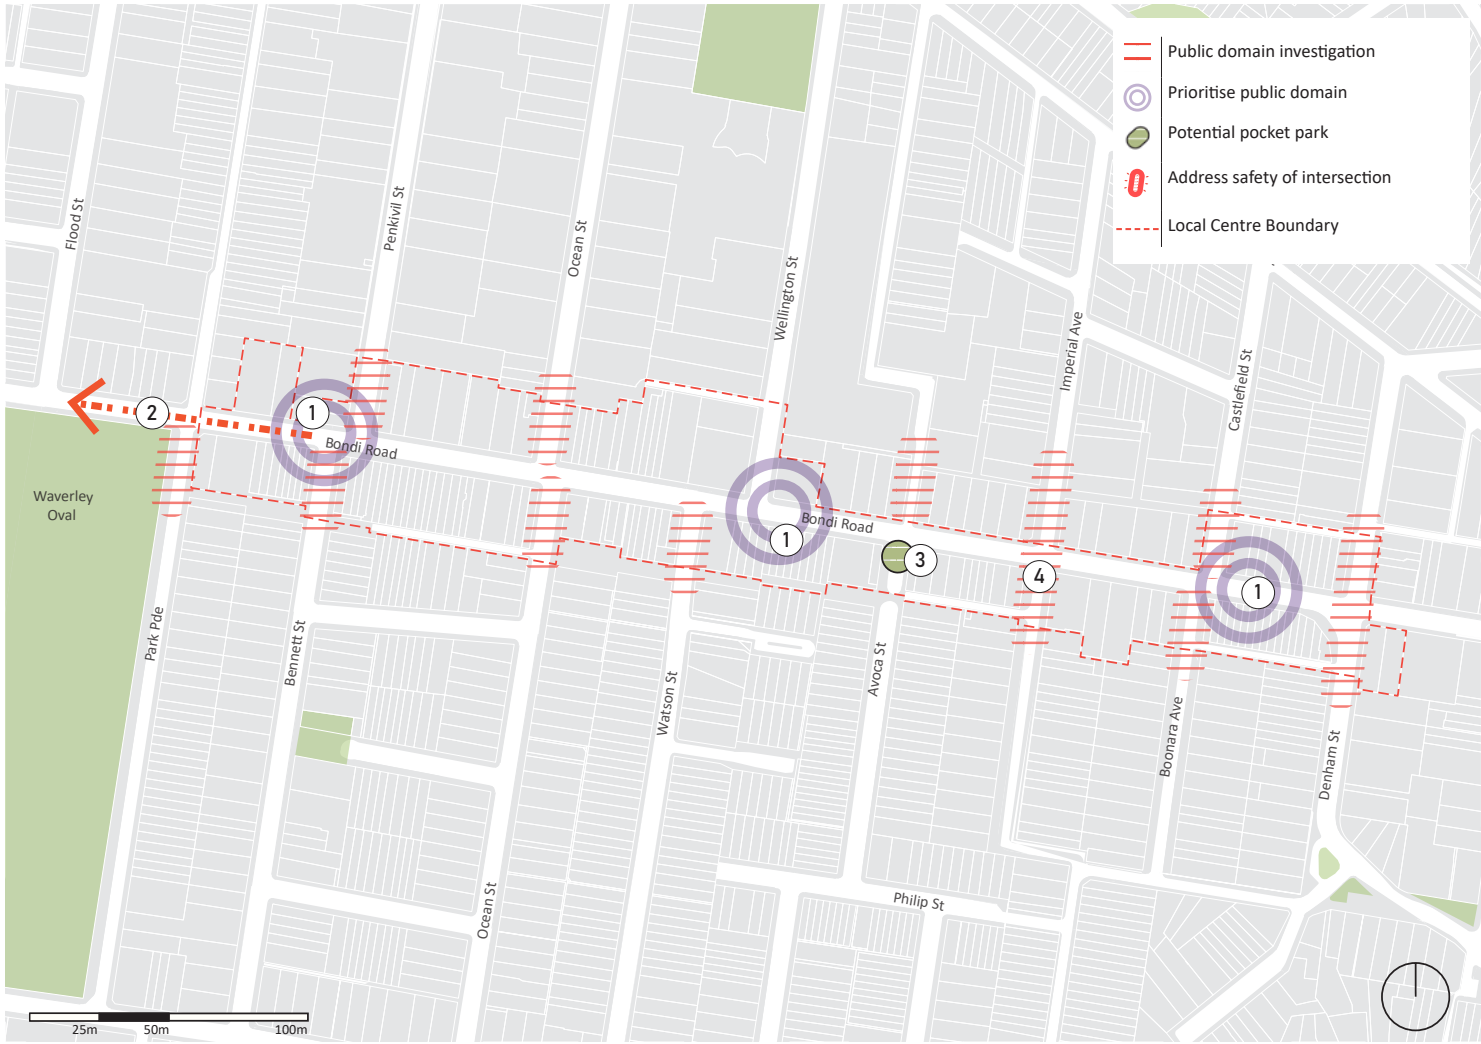 Public domain investigation
Prioritise public domain
Potential pocket park
Address safety of intersection
Local Centre Boundary
Flood St
Penkivil St
Ocean St
Wellington St
Imperial Ave
Castlefield St
2
1
Bondi Road
Waverley
Oval
Bondi Road
1
3
4
1
Park Pde
Bennett St
Watson St
Avoca St
Boonara Ave
Denham St
Ocean St
Philip St
25m
50m
100m